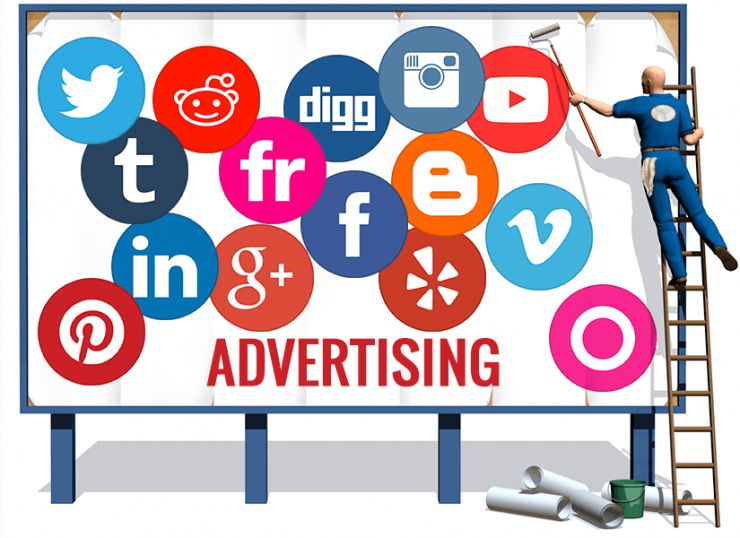 digg
t
fr
f
in
g+
ADVERTISING